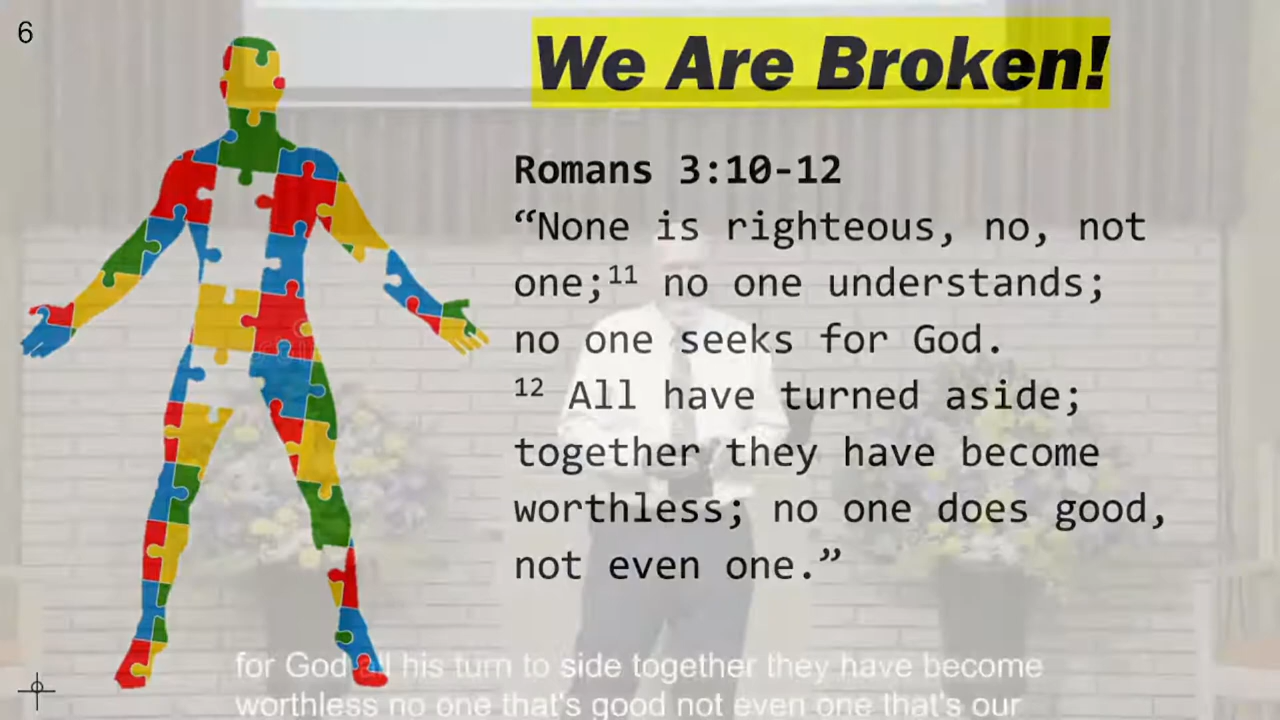 6
We Are Broken!
Romans 3:10-12
“None is righteous, no, not
one;¹¹ no one understands;
no one seeks for God.
¹² All have turned aside;
together they have become
worthless; no one does good,
not even one.”
for God all his turn to side together they have become
worthless no one that's good not even one that's our